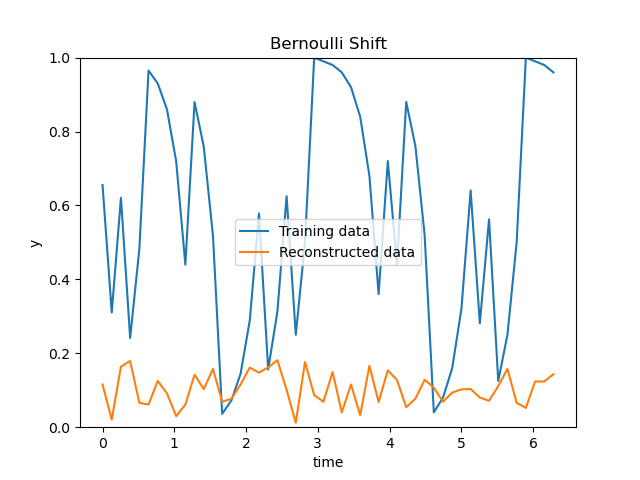 Bernoulli Shift
1.0
0.8
0.6
0.4
0.2
0.0
y
Training data
Reconstructed data
0 1 2 3 4 5 6
time